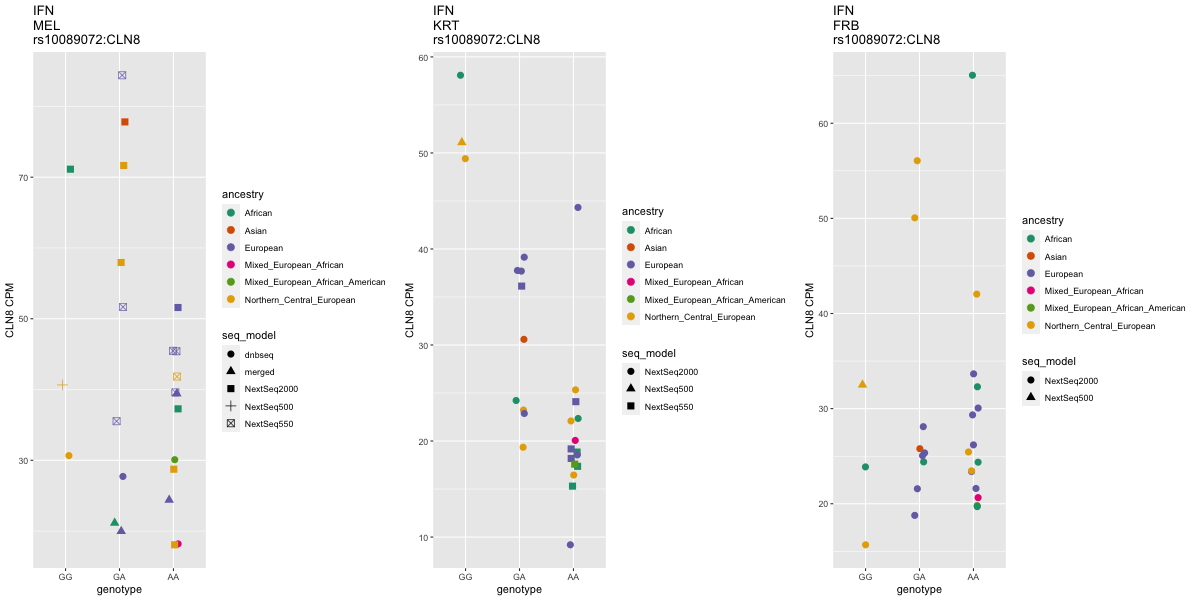 IFN
MEL
rs10089072:CLN8
CLN8 CPM
70
50
30
GG
GA
AA
genotype
ancestry
African
Asian
European
Mixed_European_African
Mixed_European_African_American
Northern_Central_European
seq_model
dnbseq
merged
NextSeq2000
NextSeq500
NextSeq550
IFN
KRT
rs10089072:CLN8
CLN8 CPM
60
50
40
30
20
10
GG
GA
AA
genotype
ancestry
African
Asian
European
Mixed_European_African
Mixed_European_African_American
Northern_Central_European
seq_model
NextSeq2000
NextSeq500
NextSeq550
IFN
FRB
rs10089072:CLN8
CLN8 CPM
60
50
40
30
20
GG
GA
AA
genotype
ancestry
African
Asian
European
Mixed_European_African
Mixed_European_African_American
Northern_Central_European
seq_model
NextSeq2000
NextSeq500